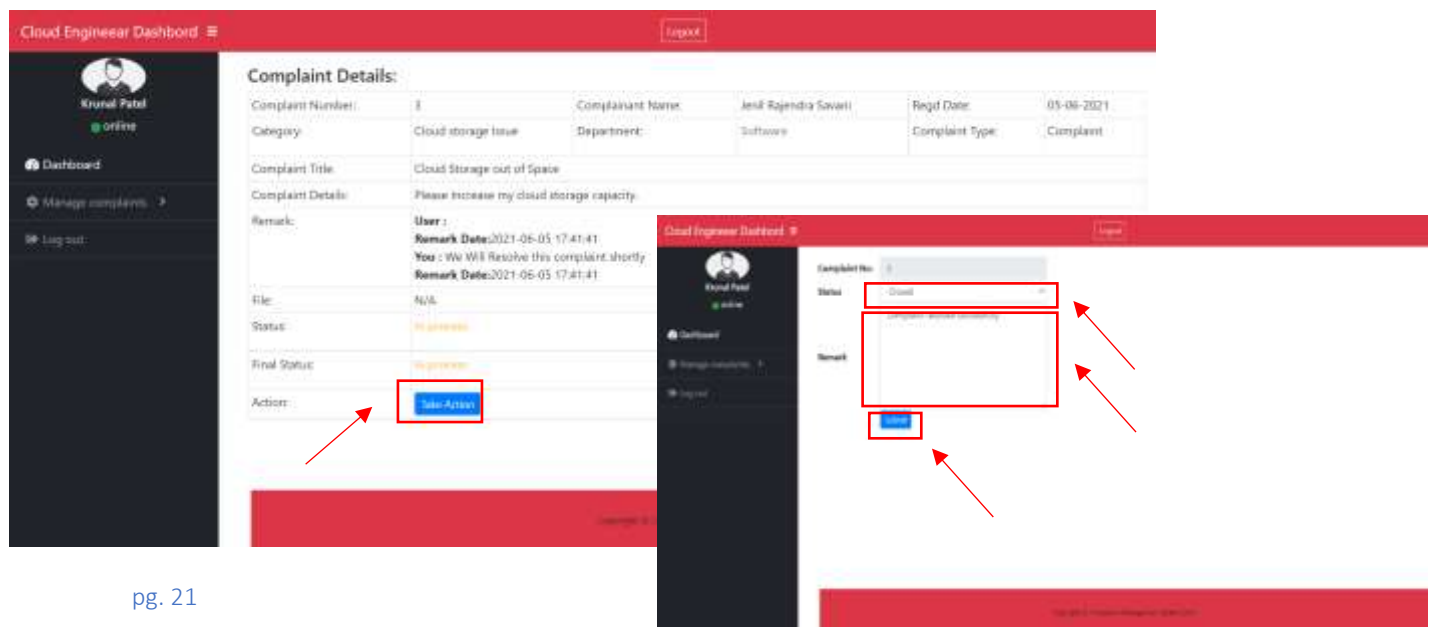 Cloud Engineear Dashbord
Logout
Krunal Patel
online
Dashboard
Manage complaints
Log out
Complaint Details:
Complaint Number: 3 Complainant Name: Jenil Rajendra Savani Regd Date: 05-06-2021
Category: Cloud storage Issue Department: Software Complaint Type: Complaint
Complaint Title: Cloud Storage out of Space
Complaint Details: Please Increase my cloud storage capacity.
Remark: User :
Remark Date:2021-06-05 17:41:41
You : We Will Resolve this complaint shortly
Remark Date:2021-06-05 17:41:41
File: N/A
Status:
Final Status:
Action: Take Action
Cloud Engineear Dashbord
Logout
Krunal Patel
online
Dashboard
Manage complaints
Log out
Complaint No: 3
Status Closed
Remark
Submit
pg. 21